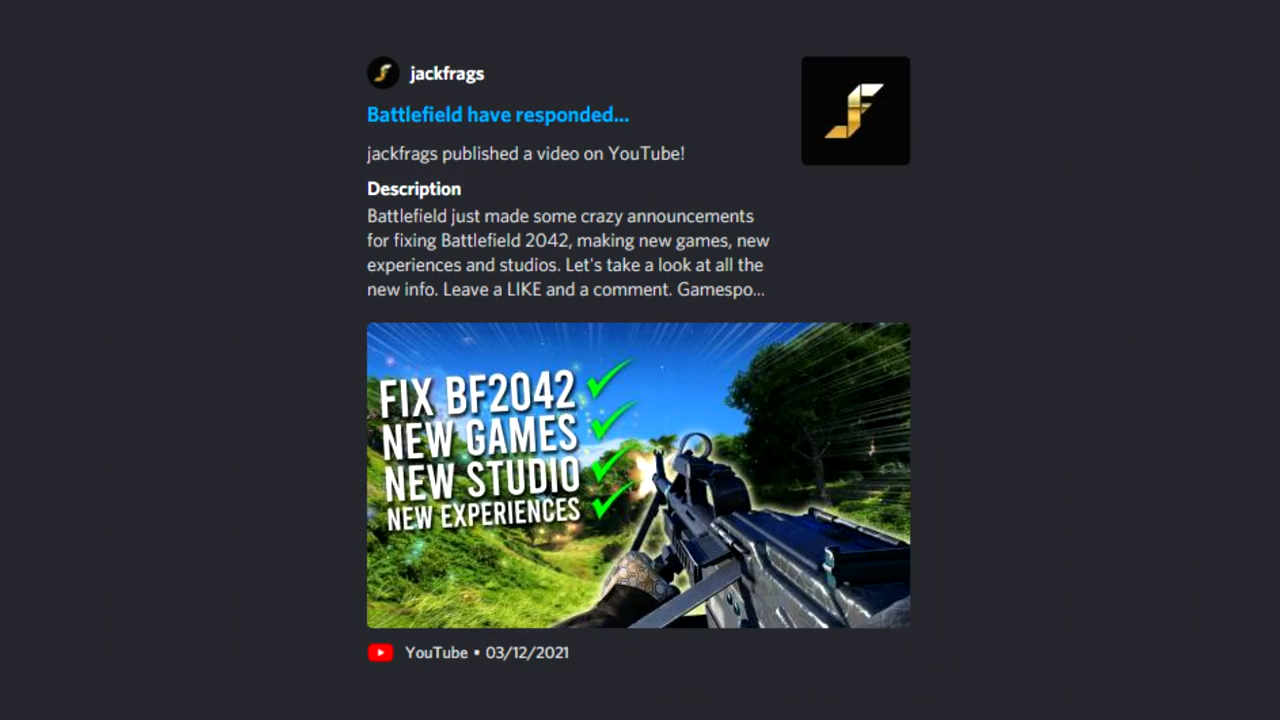 jackfrags
Battlefield have responded...
jackfrags published a video on YouTube!
Description
Battlefield just made some crazy announcements
for fixing Battlefield 2042, making new games, new
experiences and studios. Let's take a look at all the
new info. Leave a LIKE and a comment. Gamespo...
FIX BF2042
NEW GAMES
NEW STUDIO
NEW EXPERIENCES
YouTube • 03/12/2021